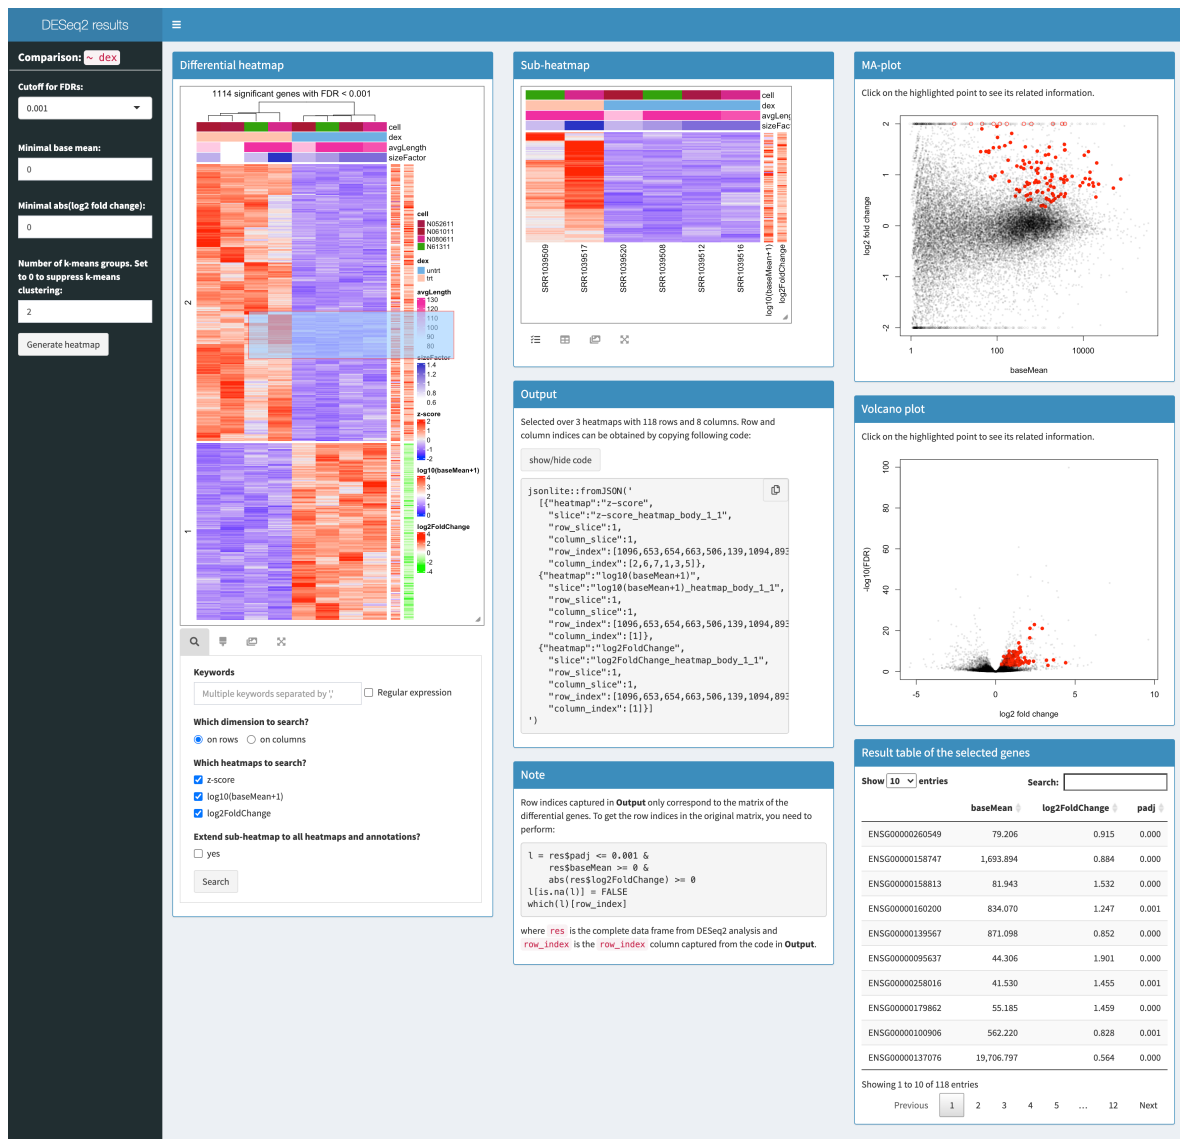 DESeq2 results
Comparison: ~ dex
Cutoff for FDRs:
0.001
Minimal base mean:
0
Minimal abs(log2 fold change):
0
Number of k-means groups. Set
to 0 to suppress k-means
clustering:
2
Generate heatmap
Differential heatmap
1114 significant genes with FDR < 0.001
cell
dex
avgLength
sizeFactor
2
1
cell
N052611
N061011
N080611
N61311
dex
untrt
trt
avgLength
130
120
110
100
90
80
sizeFactor
1.4
1.2
1
0.8
0.6
z-score
2
1
0
-1
-2
log10(baseMean+1)
4
3
2
1
0
log2FoldChange
4
2
0
-2
-4
Keywords
Multiple keywords separated by ','
Regular expression
Which dimension to search?
on rows
on columns
Which heatmaps to search?
z-score
log10(baseMean+1)
log2FoldChange
Extend sub-heatmap to all heatmaps and annotations?
yes
Search
Sub-heatmap
cell
dex
avgLeng
sizeFac
SRR1039509
SRR1039517
SRR1039520
SRR1039508
SRR1039512
SRR1039516
log10(baseMean+1)
log2FoldChange
Output
Selected over 3 heatmaps with 118 rows and 8 columns. Row and
column indices can be obtained by copying following code:
show/hide code
jsonlite::fromJSON('
[{"heatmap":"z-score",
"slice":"z-score_heatmap_body_1_1",
"row_slice":1,
"column_slice":1,
"row_index":[1096,653,654,663,506,139,1094,893
"column_index":[2,6,7,1,3,5]},
{"heatmap":"log10(baseMean+1)",
"slice":"log10(baseMean+1)_heatmap_body_1_1",
"row_slice":1,
"column_slice":1,
"row_index":[1096,653,654,663,506,139,1094,893
"column_index":[1]},
{"heatmap":"log2FoldChange",
"slice":"log2FoldChange_heatmap_body_1_1",
"row_slice":1,
"column_slice":1,
"row_index":[1096,653,654,663,506,139,1094,893
"column_index":[1]}]
')
Note
Row indices captured in Output only correspond to the matrix of the
differential genes. To get the row indices in the original matrix, you need to
perform:
l = res$padj <= 0.001 &
res$baseMean >= 0 &
abs(res$log2FoldChange) >= 0
l[is.na(l)] = FALSE
which(l)[row_index]
where res is the complete data frame from DESeq2 analysis and
row_index is the row_index column captured from the code in Output.
MA-plot
Click on the highlighted point to see its related information.
log2 fold change
2
1
0
-1
-2
1
100
10000
baseMean
Volcano plot
Click on the highlighted point to see its related information.
-log10(FDR)
100
80
60
40
20
0
-5
0
5
10
log2 fold change
Result table of the selected genes
Show 10 entries
Search:
baseMean log2FoldChange padj
ENSG00000260549 79.206 0.915 0.000
ENSG00000158747 1,693.894 0.884 0.000
ENSG00000158813 81.943 1.532 0.000
ENSG00000160200 834.070 1.247 0.001
ENSG00000139567 871.098 0.852 0.000
ENSG00000095637 44.306 1.901 0.000
ENSG00000258016 41.530 1.455 0.001
ENSG00000179862 55.185 1.459 0.000
ENSG00000100906 562.220 0.828 0.001
ENSG00000137076 19,706.797 0.564 0.000
Showing 1 to 10 of 118 entries
Previous 1 2 3 4 5 … 12 Next